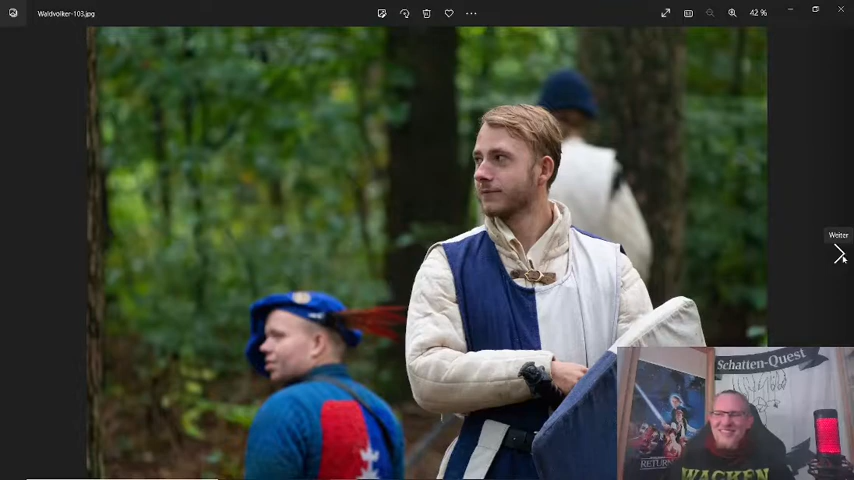 Waldvolker-103.jpg
42 %
Weiter
Schatten-Quest
RETURN
WACKEN